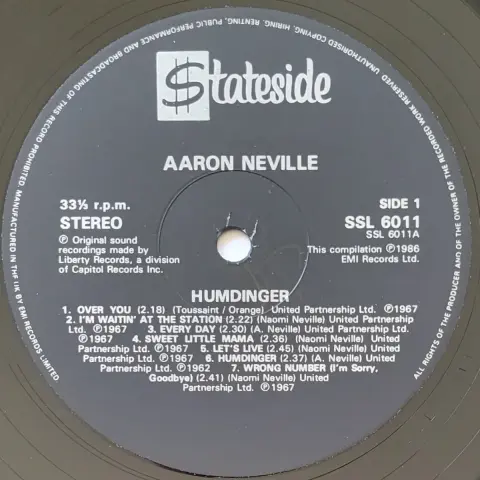 $tateside
AARON NEVILLE
33⅓ r.p.m.
STEREO
℗ Original sound
recordings made by
Liberty Records, a division
of Capitol Records Inc.
SIDE 1
SSL 6011
SSL 6011A
This compilation ℗1986
EMI Records Ltd.
HUMDINGER
1. OVER YOU (2.18) (Toussaint / Orange) United Partnership Ltd. ℗1967
2. I'M WAITIN' AT THE STATION (2.22) (Naomi Neville) United Partnership
Ltd. ℗1967 3. EVERY DAY (2.30) (A. Neville) United Partnership Ltd.
℗1967 4. SWEET LITTLE MAMA (2.36) (Naomi Neville) United
Partnership Ltd. ℗1967 5. LET'S LIVE (2.45) (Naomi Neville) United
Partnership Ltd. ℗1967 6. HUMDINGER (2.37) (A. Neville) United
Partnership Ltd. ℗1962 7. WRONG NUMBER (I'm Sorry,
Goodbye) (2.41) (Naomi Neville) United
Partnership Ltd. ℗1967
ALL RIGHTS OF THE PRODUCER AND OF THE OWNER OF THE RECORDED WORK RESERVED. UNAUTHORISED COPYING, HIRING, RENTING, PUBLIC PERFORMANCE AND BROADCASTING OF THIS RECORD PROHIBITED. MANUFACTURED IN THE UK BY EMI RECORDS LIMITED